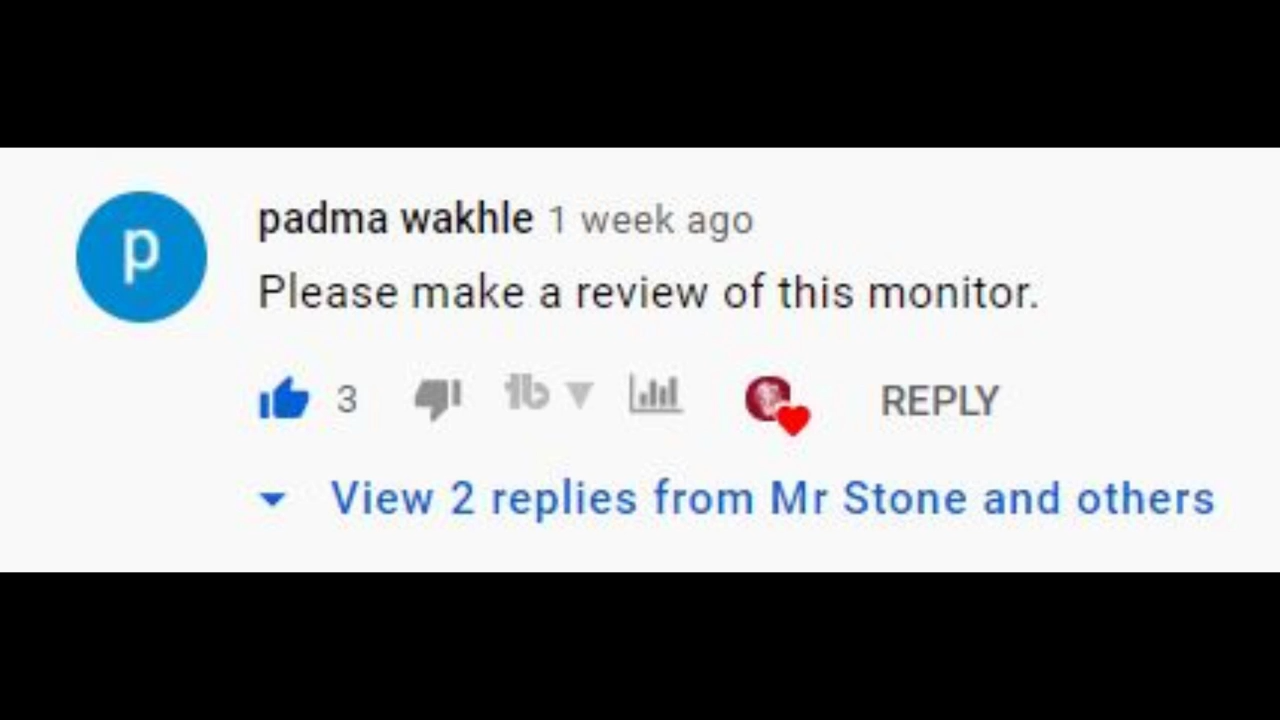 p
padma wakhle 1 week ago
Please make a review of this monitor.
3 tb REPLY
View 2 replies from Mr Stone and others